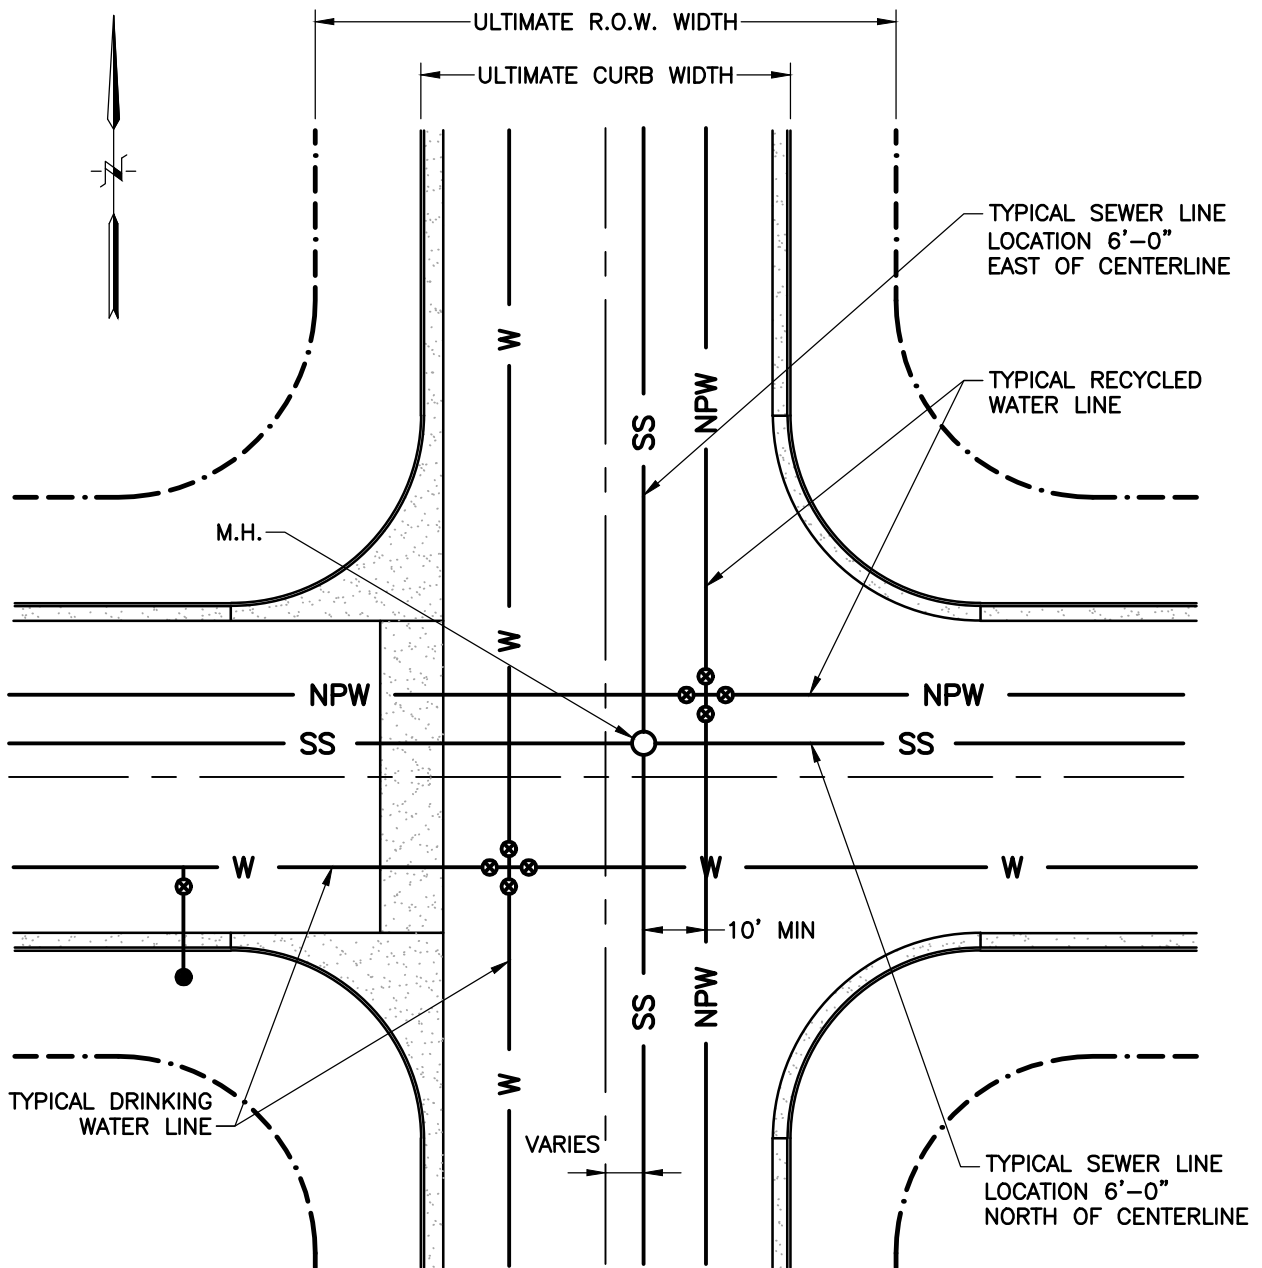 ULTIMATE R.O.W. WIDTH
ULTIMATE CURB WIDTH
N
TYPICAL SEWER LINE
LOCATION 6'-0"
EAST OF CENTERLINE
W
SS
NPW
TYPICAL RECYCLED
WATER LINE
M.H.
W
NPW
NPW
SS
SS
W
W
W
10' MIN
SS
NPW
W
TYPICAL DRINKING
WATER LINE
VARIES
TYPICAL SEWER LINE
LOCATION 6'-0"
NORTH OF CENTERLINE